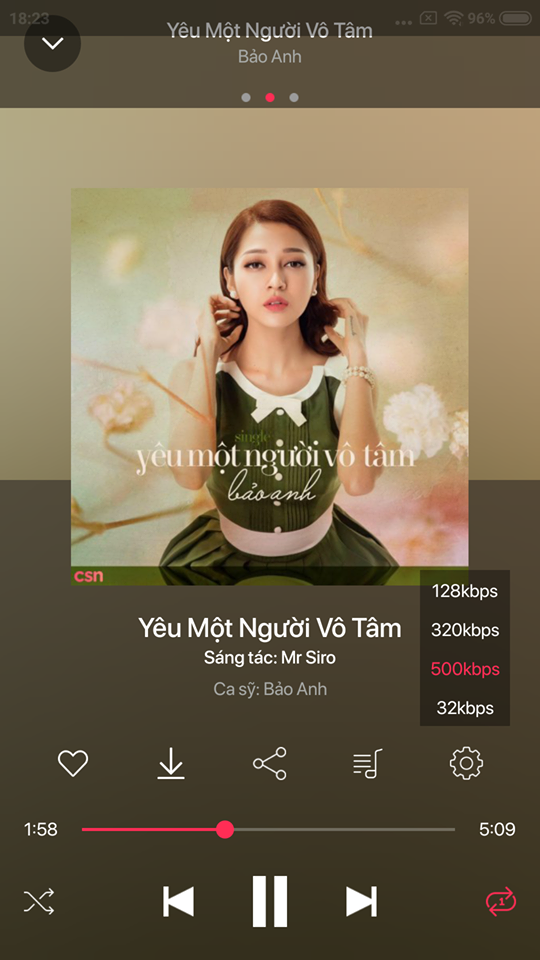 18:23
96%
Yêu Một Người Vô Tâm
Bảo Anh
single
yêu một người vô tâm
bảo anh
csn
128kbps
320kbps
500kbps
32kbps
Yêu Một Người Vô Tâm
Sáng tác: Mr Siro
Ca sỹ: Bảo Anh
1:58
5:09
1